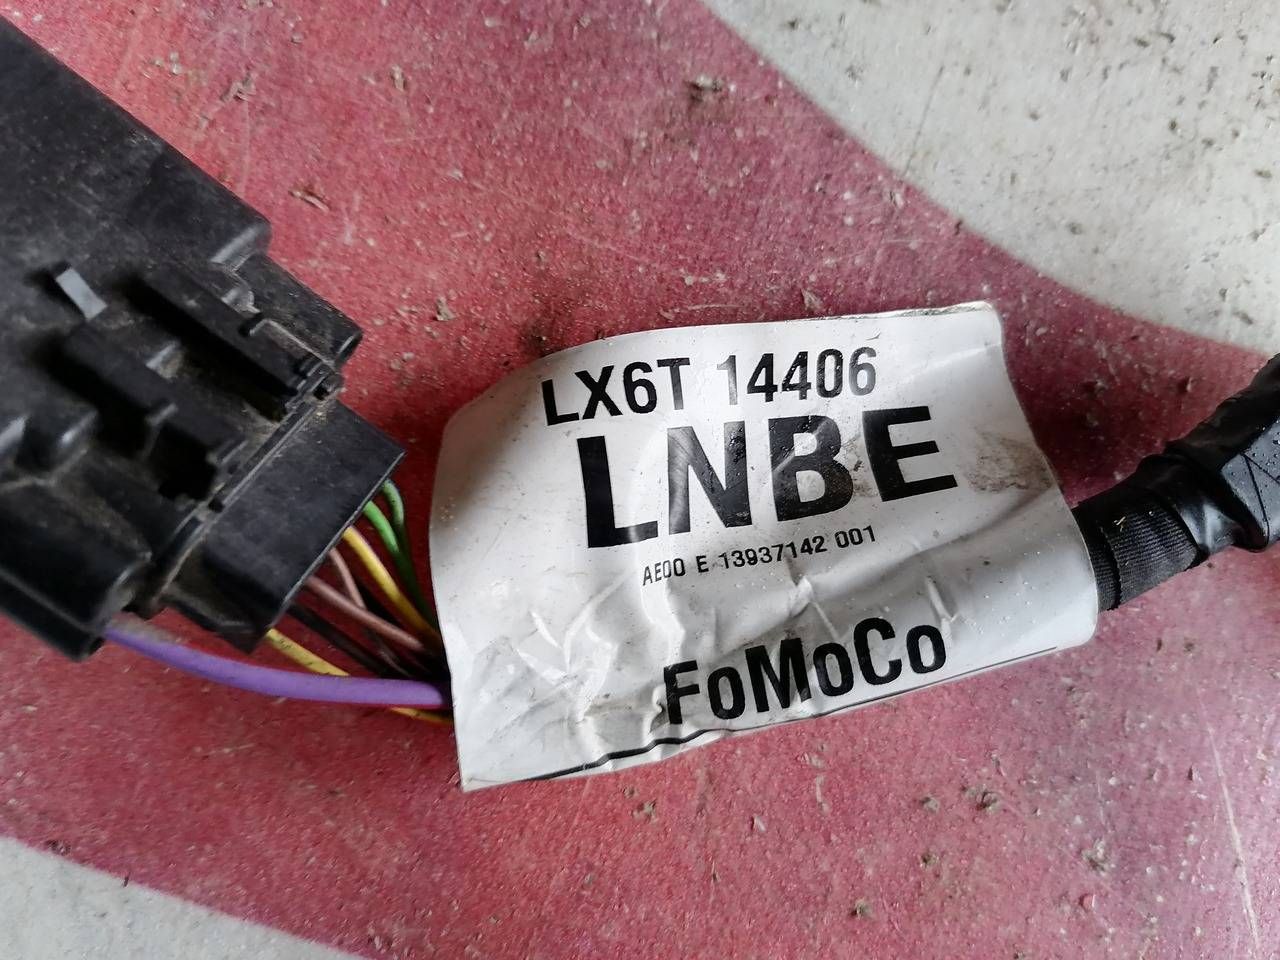 LX6T 14406
LNBE
AE00 E 13937142 001
FoMoCo